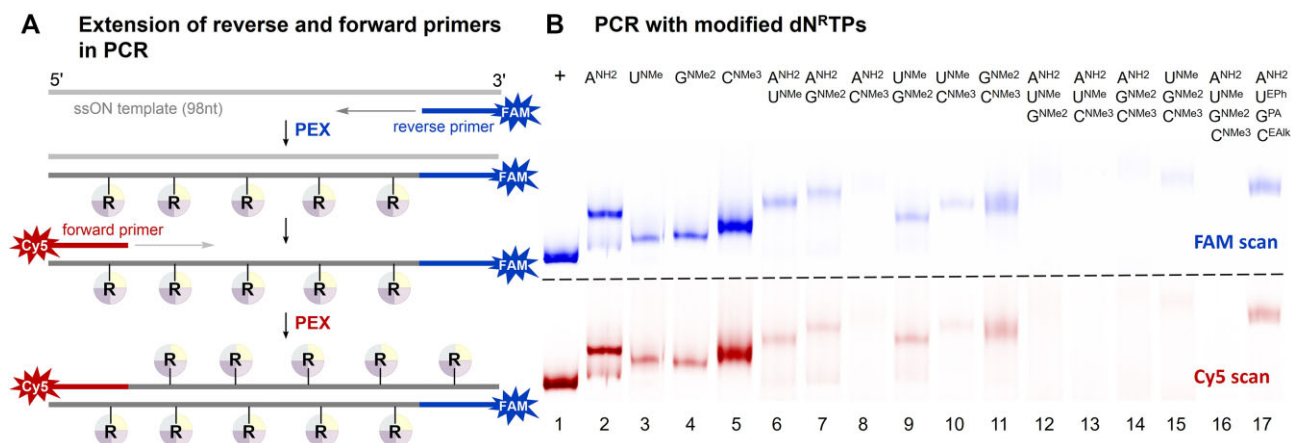 A Extension of reverse and forward primers
in PCR
5' 3'
ssON template (98nt)
FAM
PEX
reverse primer
FAM
R R R R R
forward primer
Cy5
FAM
R R R R R
PEX
R R R R R
Cy5
FAM
R R R R R
B PCR with modified dNᴿTPs
+ Aᴺᴴ² Uᴺᴹᵉ Gᴺᴹᵉ² Cᴺᴹᵉ³ Aᴺᴴ² Aᴺᴴ² Aᴺᴴ² Uᴺᴹᵉ Uᴺᴹᵉ Gᴺᴹᵉ² Aᴺᴴ² Aᴺᴴ² Aᴺᴴ² Uᴺᴹᵉ Aᴺᴴ² Aᴺᴴ²
Uᴺᴹᵉ Gᴺᴹᵉ² Cᴺᴹᵉ³ Gᴺᴹᵉ² Cᴺᴹᵉ³ Cᴺᴹᵉ³ Uᴺᴹᵉ Uᴺᴹᵉ Gᴺᴹᵉ² Gᴺᴹᵉ² Uᴺᴹᵉ Uᴱᴾʰ
Gᴺᴹᵉ² Cᴺᴹᵉ³ Cᴺᴹᵉ³ Cᴺᴹᵉ³ Gᴺᴹᵉ² Gᴾᴬ
Cᴺᴹᵉ³ Cᴱᴬˡᵏ
FAM scan
Cy5 scan
1 2 3 4 5 6 7 8 9 10 11 12 13 14 15 16 17